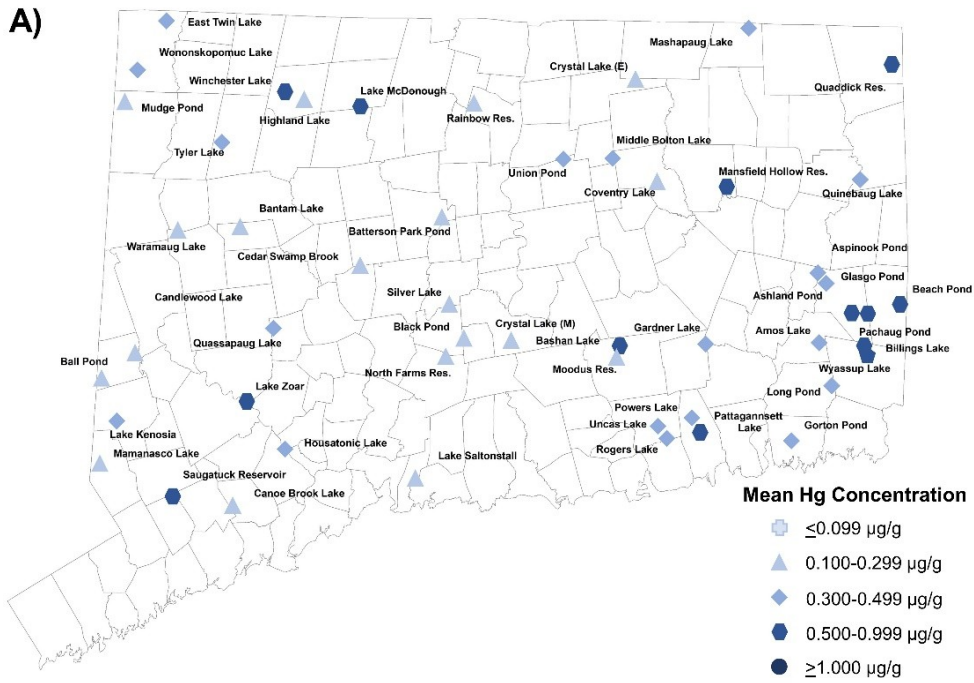 A)
East Twin Lake
Mashapaug Lake
Wononskopomuc Lake
Crystal Lake (E)
Winchester Lake
Lake McDonough
Quaddick Res.
Mudge Pond
Highland Lake
Rainbow Res.
Middle Bolton Lake
Tyler Lake
Union Pond
Mansfield Hollow Res.
Coventry Lake
Quinebaug Lake
Bantam Lake
Batterson Park Pond
Waramaug Lake
Aspinook Pond
Cedar Swamp Brook
Glasgo Pond
Beach Pond
Candlewood Lake
Silver Lake
Ashland Pond
Black Pond
Crystal Lake (M)
Gardner Lake
Amos Lake
Pachaug Pond
Quassapaug Lake
Bashan Lake
Billings Lake
Ball Pond
North Farms Res.
Moodus Res.
Wyassup Lake
Lake Zoar
Long Pond
Powers Lake
Pattagannsett
Lake
Uncas Lake
Gorton Pond
Lake Kenosia
Housatonic Lake
Rogers Lake
Mamanasco Lake
Lake Saltonstall
Saugatuck Reservoir
Canoe Brook Lake
Mean Hg Concentration
≤0.099 µg/g
0.100-0.299 µg/g
0.300-0.499 µg/g
0.500-0.999 µg/g
≥1.000 µg/g